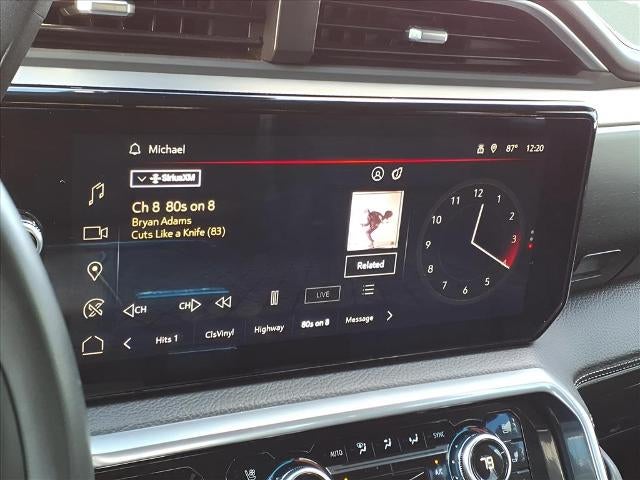 Michael
87° 12:20
SiriusXM
Ch 8 80s on 8
Bryan Adams
Cuts Like a Knife (83)
Related
12
1
2
3
4
5
6
7
8
9
10
11
CH
CH
LIVE
Hits 1
ClsVinyl
Highway
80s on 8
Message
AUTO
SYNC
A/C